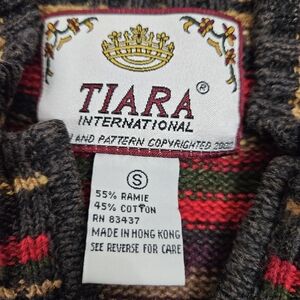 TIARA®
INTERNATIONAL
AND PATTERN COPYRIGHTED 2002
S
55% RAMIE
45% COTTON
RN 83437
MADE IN HONG KONG
SEE REVERSE FOR CARE